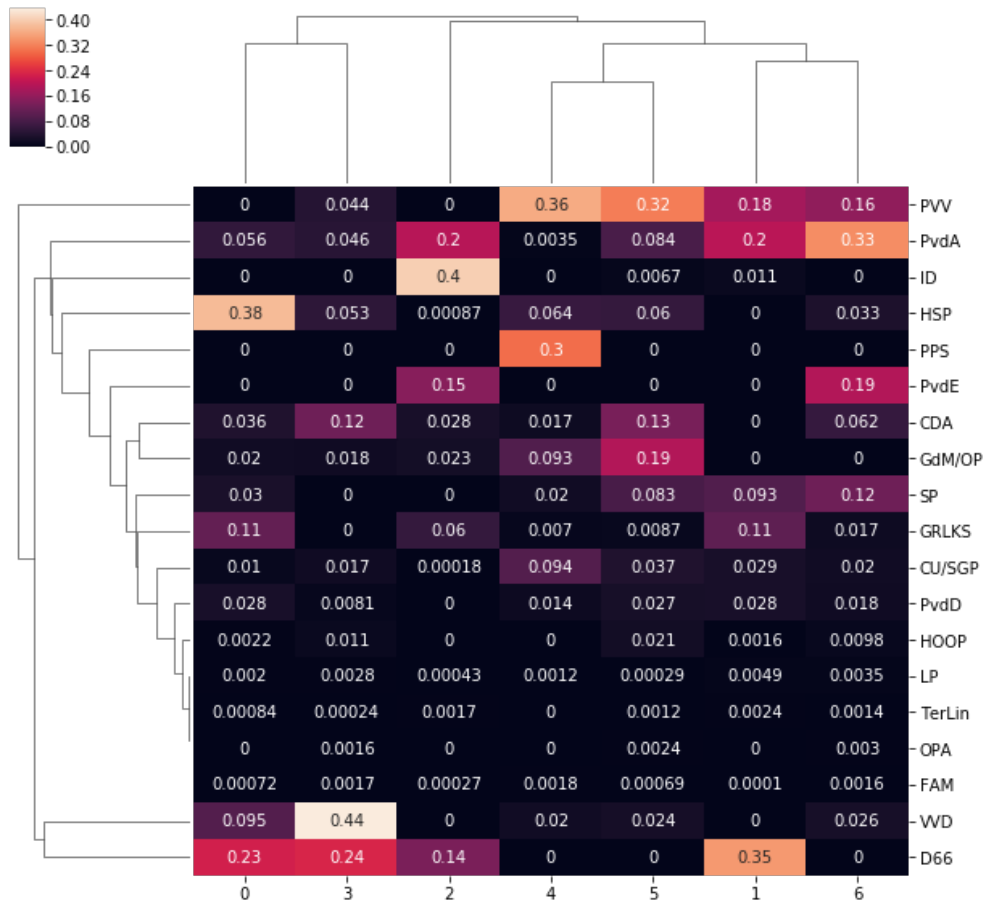 0.40
0.32
0.24
0.16
0.08
0.00
0 0.044 0 0.36 0.32 0.18 0.16 PVV
0.056 0.046 0.2 0.0035 0.084 0.2 0.33 PvdA
0 0 0.4 0 0.0067 0.011 0 ID
0.38 0.053 0.00087 0.064 0.06 0 0.033 HSP
0 0 0 0.3 0 0 0 PPS
0 0 0.15 0 0 0 0.19 PvdE
0.036 0.12 0.028 0.017 0.13 0 0.062 CDA
0.02 0.018 0.023 0.093 0.19 0 0 GdM/OP
0.03 0 0 0.02 0.083 0.093 0.12 SP
0.11 0 0.06 0.007 0.0087 0.11 0.017 GRLKS
0.01 0.017 0.00018 0.094 0.037 0.029 0.02 CU/SGP
0.028 0.0081 0 0.014 0.027 0.028 0.018 PvdD
0.0022 0.011 0 0 0.021 0.0016 0.0098 HOOP
0.002 0.0028 0.00043 0.0012 0.00029 0.0049 0.0035 LP
0.00084 0.00024 0.0017 0 0.0012 0.0024 0.0014 TerLin
0 0.0016 0 0 0.0024 0 0.003 OPA
0.00072 0.0017 0.00027 0.0018 0.00069 0.0001 0.0016 FAM
0.095 0.44 0 0.02 0.024 0 0.026 VVD
0.23 0.24 0.14 0 0 0.35 0 D66
0 3 2 4 5 1 6